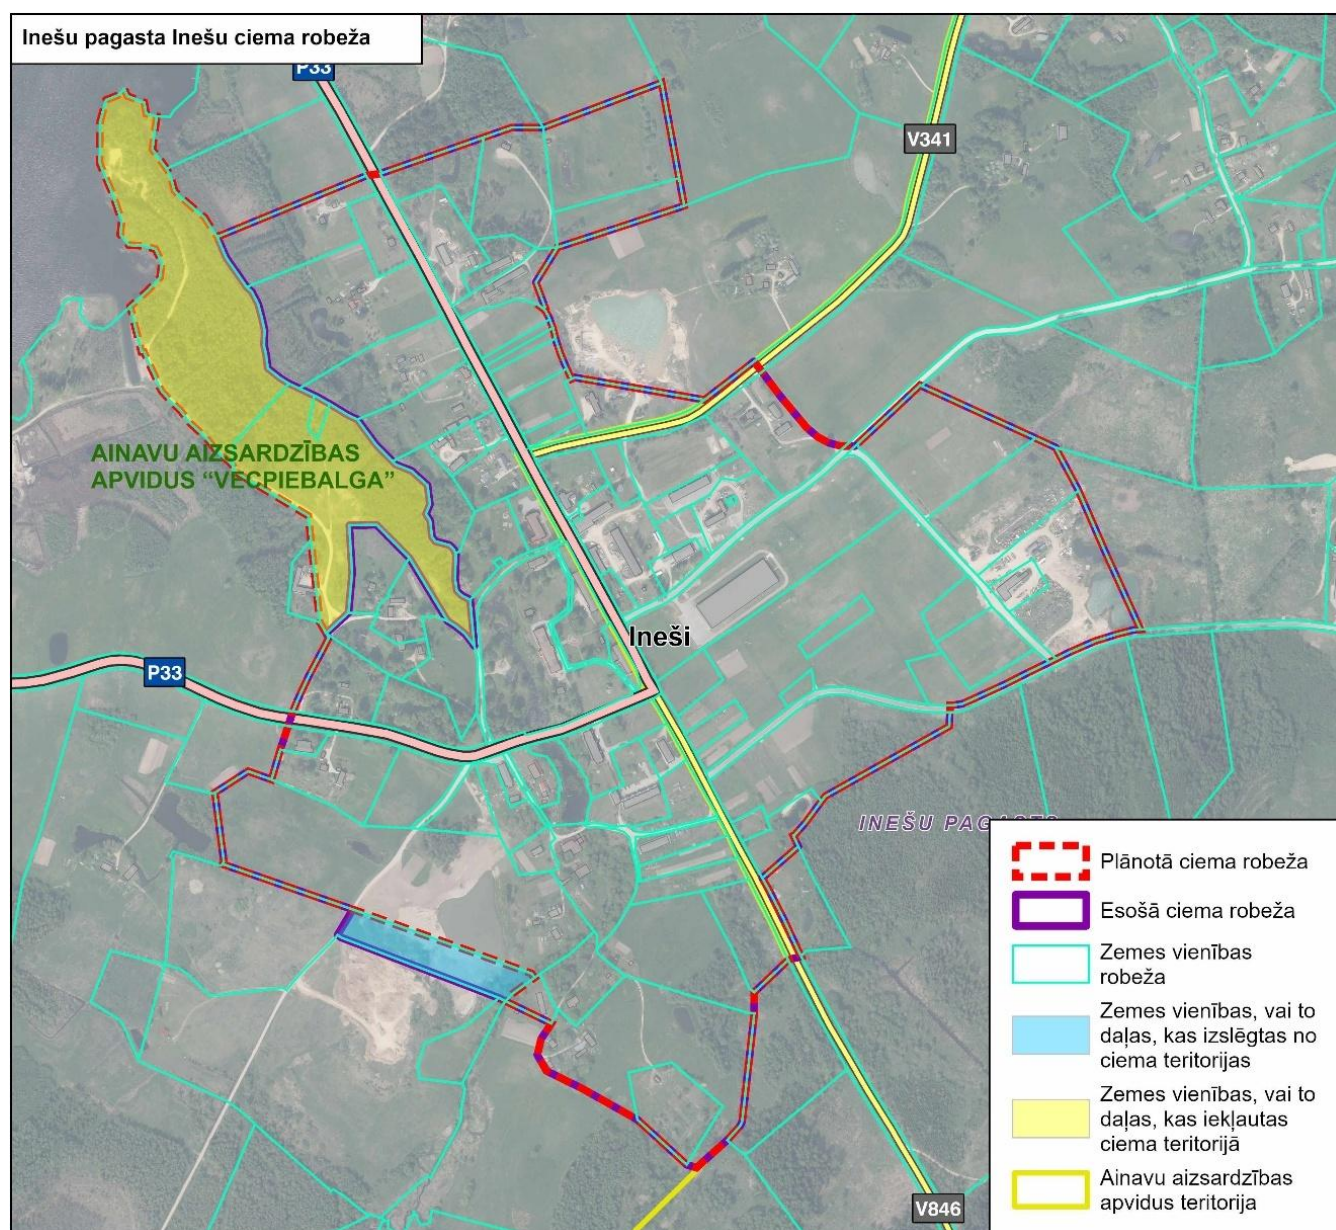 Inešu pagasta Inešu ciema robeža
P33
V341
AINAVU AIZSARDZĪBAS
APVIDUS “VECPIEBALGA”
Ineši
P33
INEŠU PAGASTS
Plānotā ciema robeža
Esošā ciema robeža
Zemes vienības
robeža
Zemes vienības, vai to
daļas, kas izslēgtas no
ciema teritorijas
Zemes vienības, vai to
daļas, kas iekļautas
ciema teritorijā
Ainavu aizsardzības
apvidus teritorija
V846